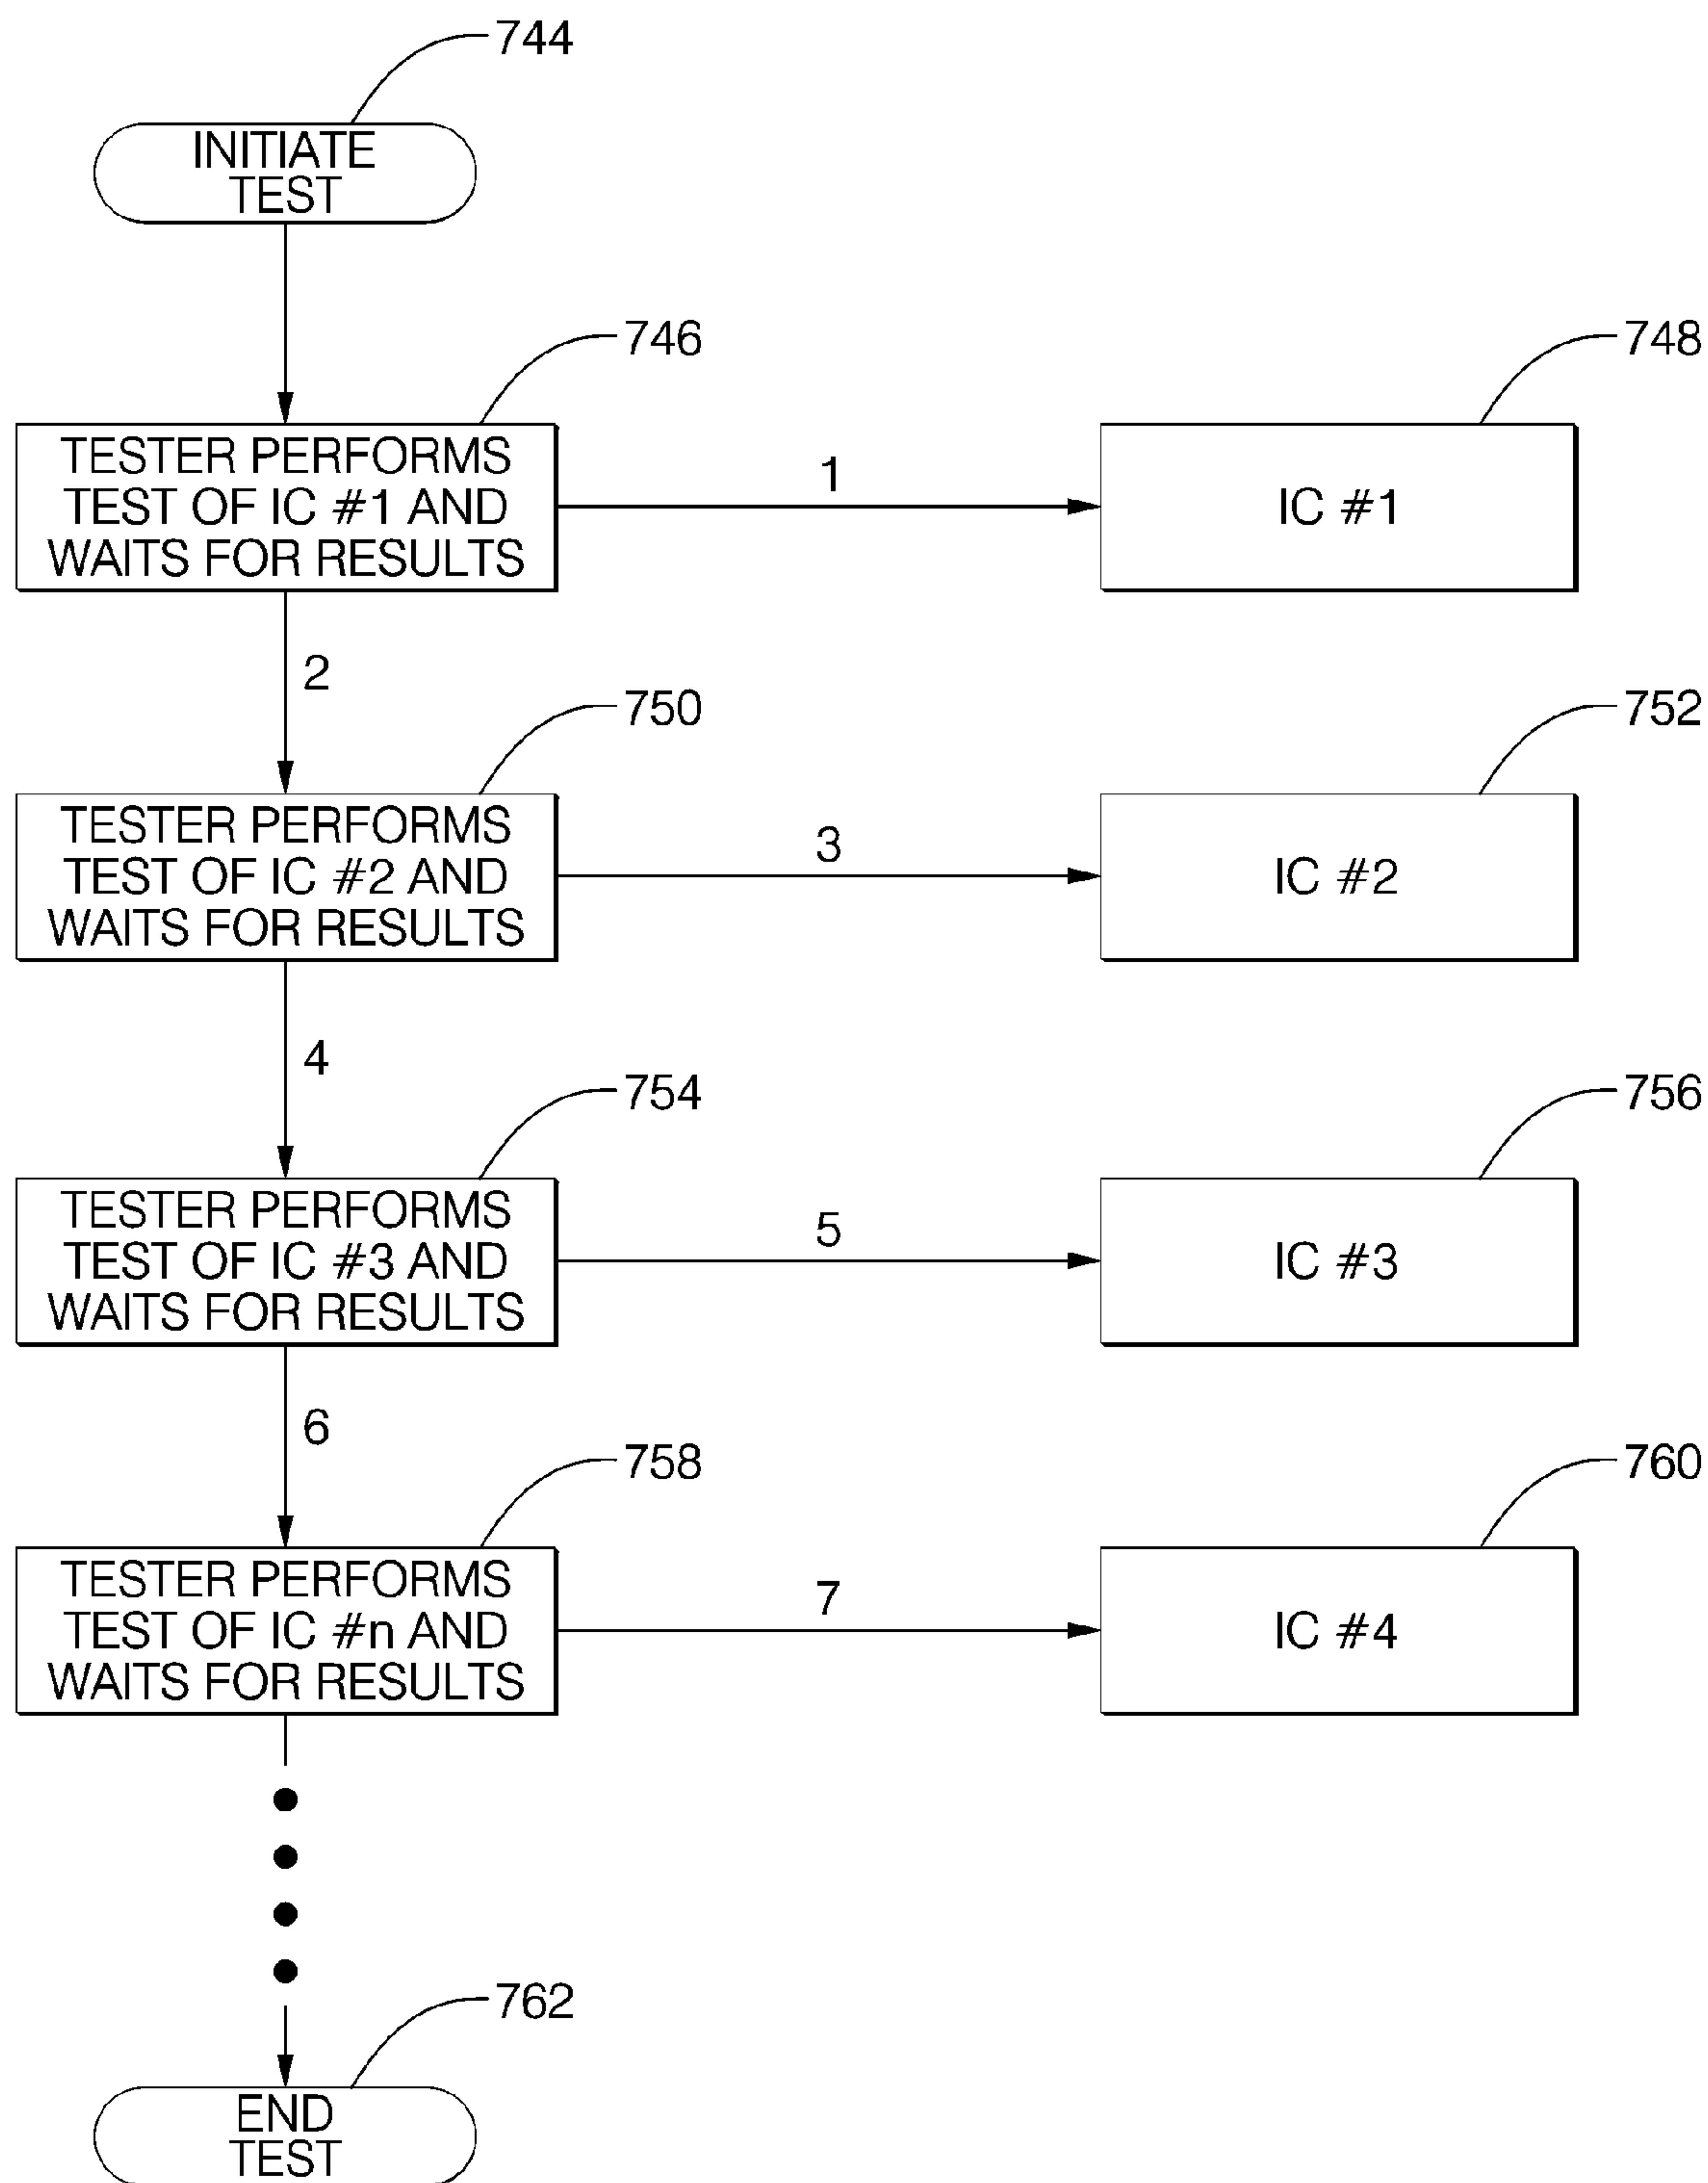 744
INITIATE
TEST
746
748
TESTER PERFORMS
TEST OF IC #1 AND
WAITS FOR RESULTS
1
IC #1
2
750
752
TESTER PERFORMS
TEST OF IC #2 AND
WAITS FOR RESULTS
3
IC #2
4
754
756
TESTER PERFORMS
TEST OF IC #3 AND
WAITS FOR RESULTS
5
IC #3
6
758
760
TESTER PERFORMS
TEST OF IC #n AND
WAITS FOR RESULTS
7
IC #4
762
END
TEST